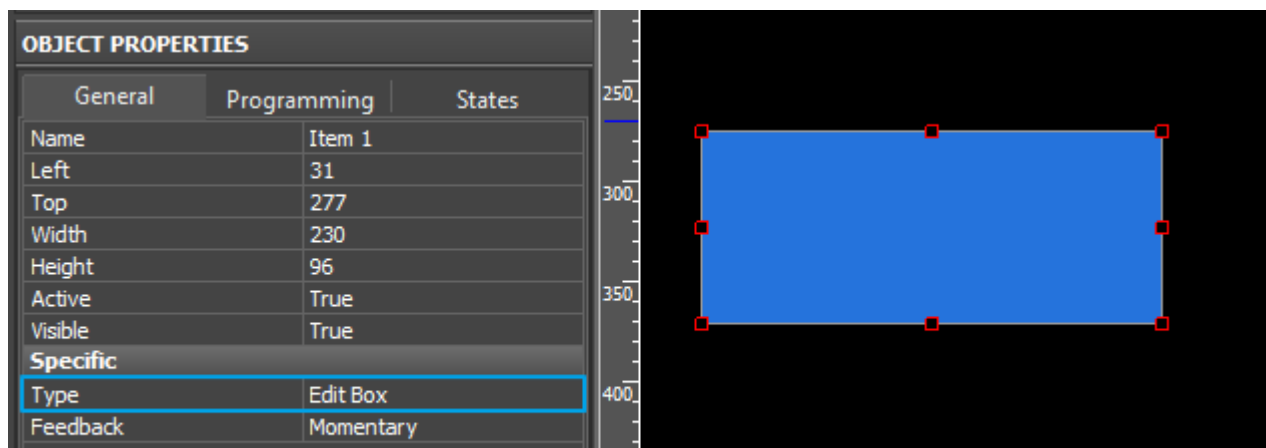 OBJECT PROPERTIES
General Programming States
Name Item 1
Left 31
Top 277
Width 230
Height 96
Active True
Visible True
Specific
Type Edit Box
Feedback Momentary
250
300
350
400